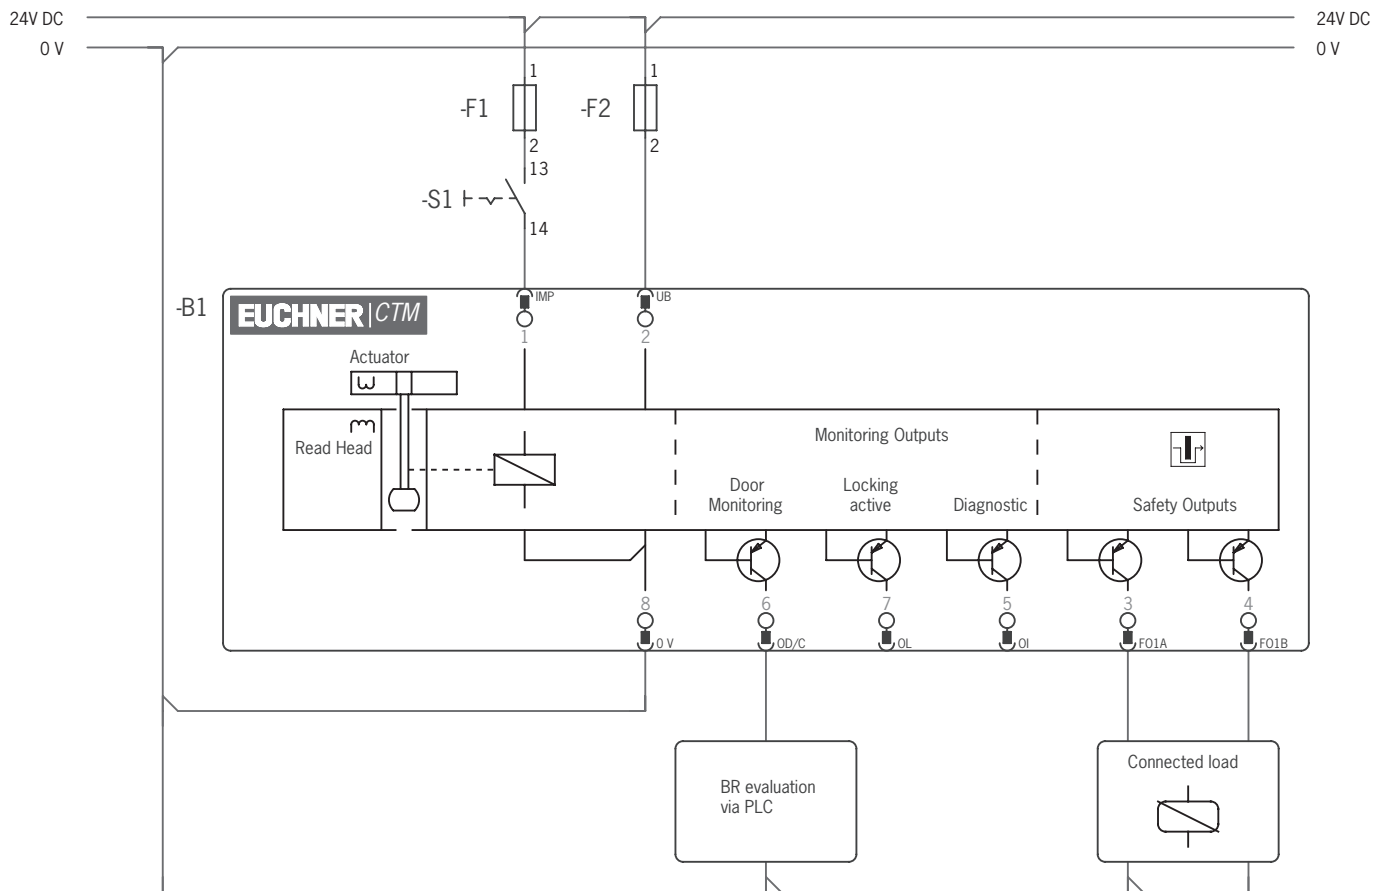 24V DC
24V DC
0 V
0 V
1
1
-F1
-F2
2
2
13
-S1
14
-B1
EUCHNER CTM
IMP
UB
1
2
Actuator
Read Head
Monitoring Outputs
Door
Monitoring
Locking
active
Diagnostic
Safety Outputs
8
6
7
5
3
4
0 V
OD/C
OL
OI
FO1A
FO1B
BR evaluation
via PLC
Connected load